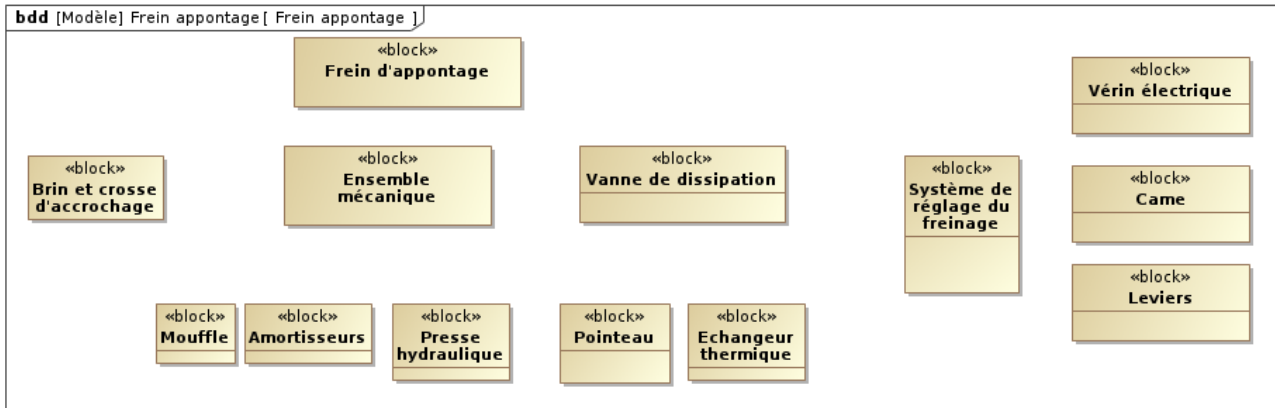 bdd [Modèle] Frein appontage [ Frein appontage ]
«block»
Frein d'appontage
«block»
Vérin électrique
«block»
Brin et crosse
d'accrochage
«block»
Ensemble
mécanique
«block»
Vanne de dissipation
«block»
Système de
réglage du
freinage
«block»
Came
«block»
Leviers
«block»
Mouffle
«block»
Amortisseurs
«block»
Presse
hydraulique
«block»
Pointeau
«block»
Echangeur
thermique